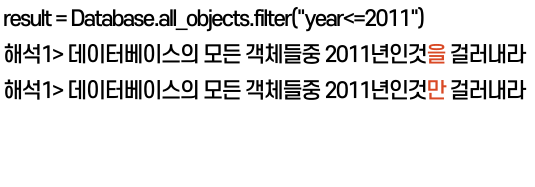 result = Database.all_objects.filter("year<=2011")
해석1> 데이터베이스의 모든 객체들중 2011년인것을 걸러내라
해석1> 데이터베이스의 모든 객체들중 2011년인것만 걸러내라